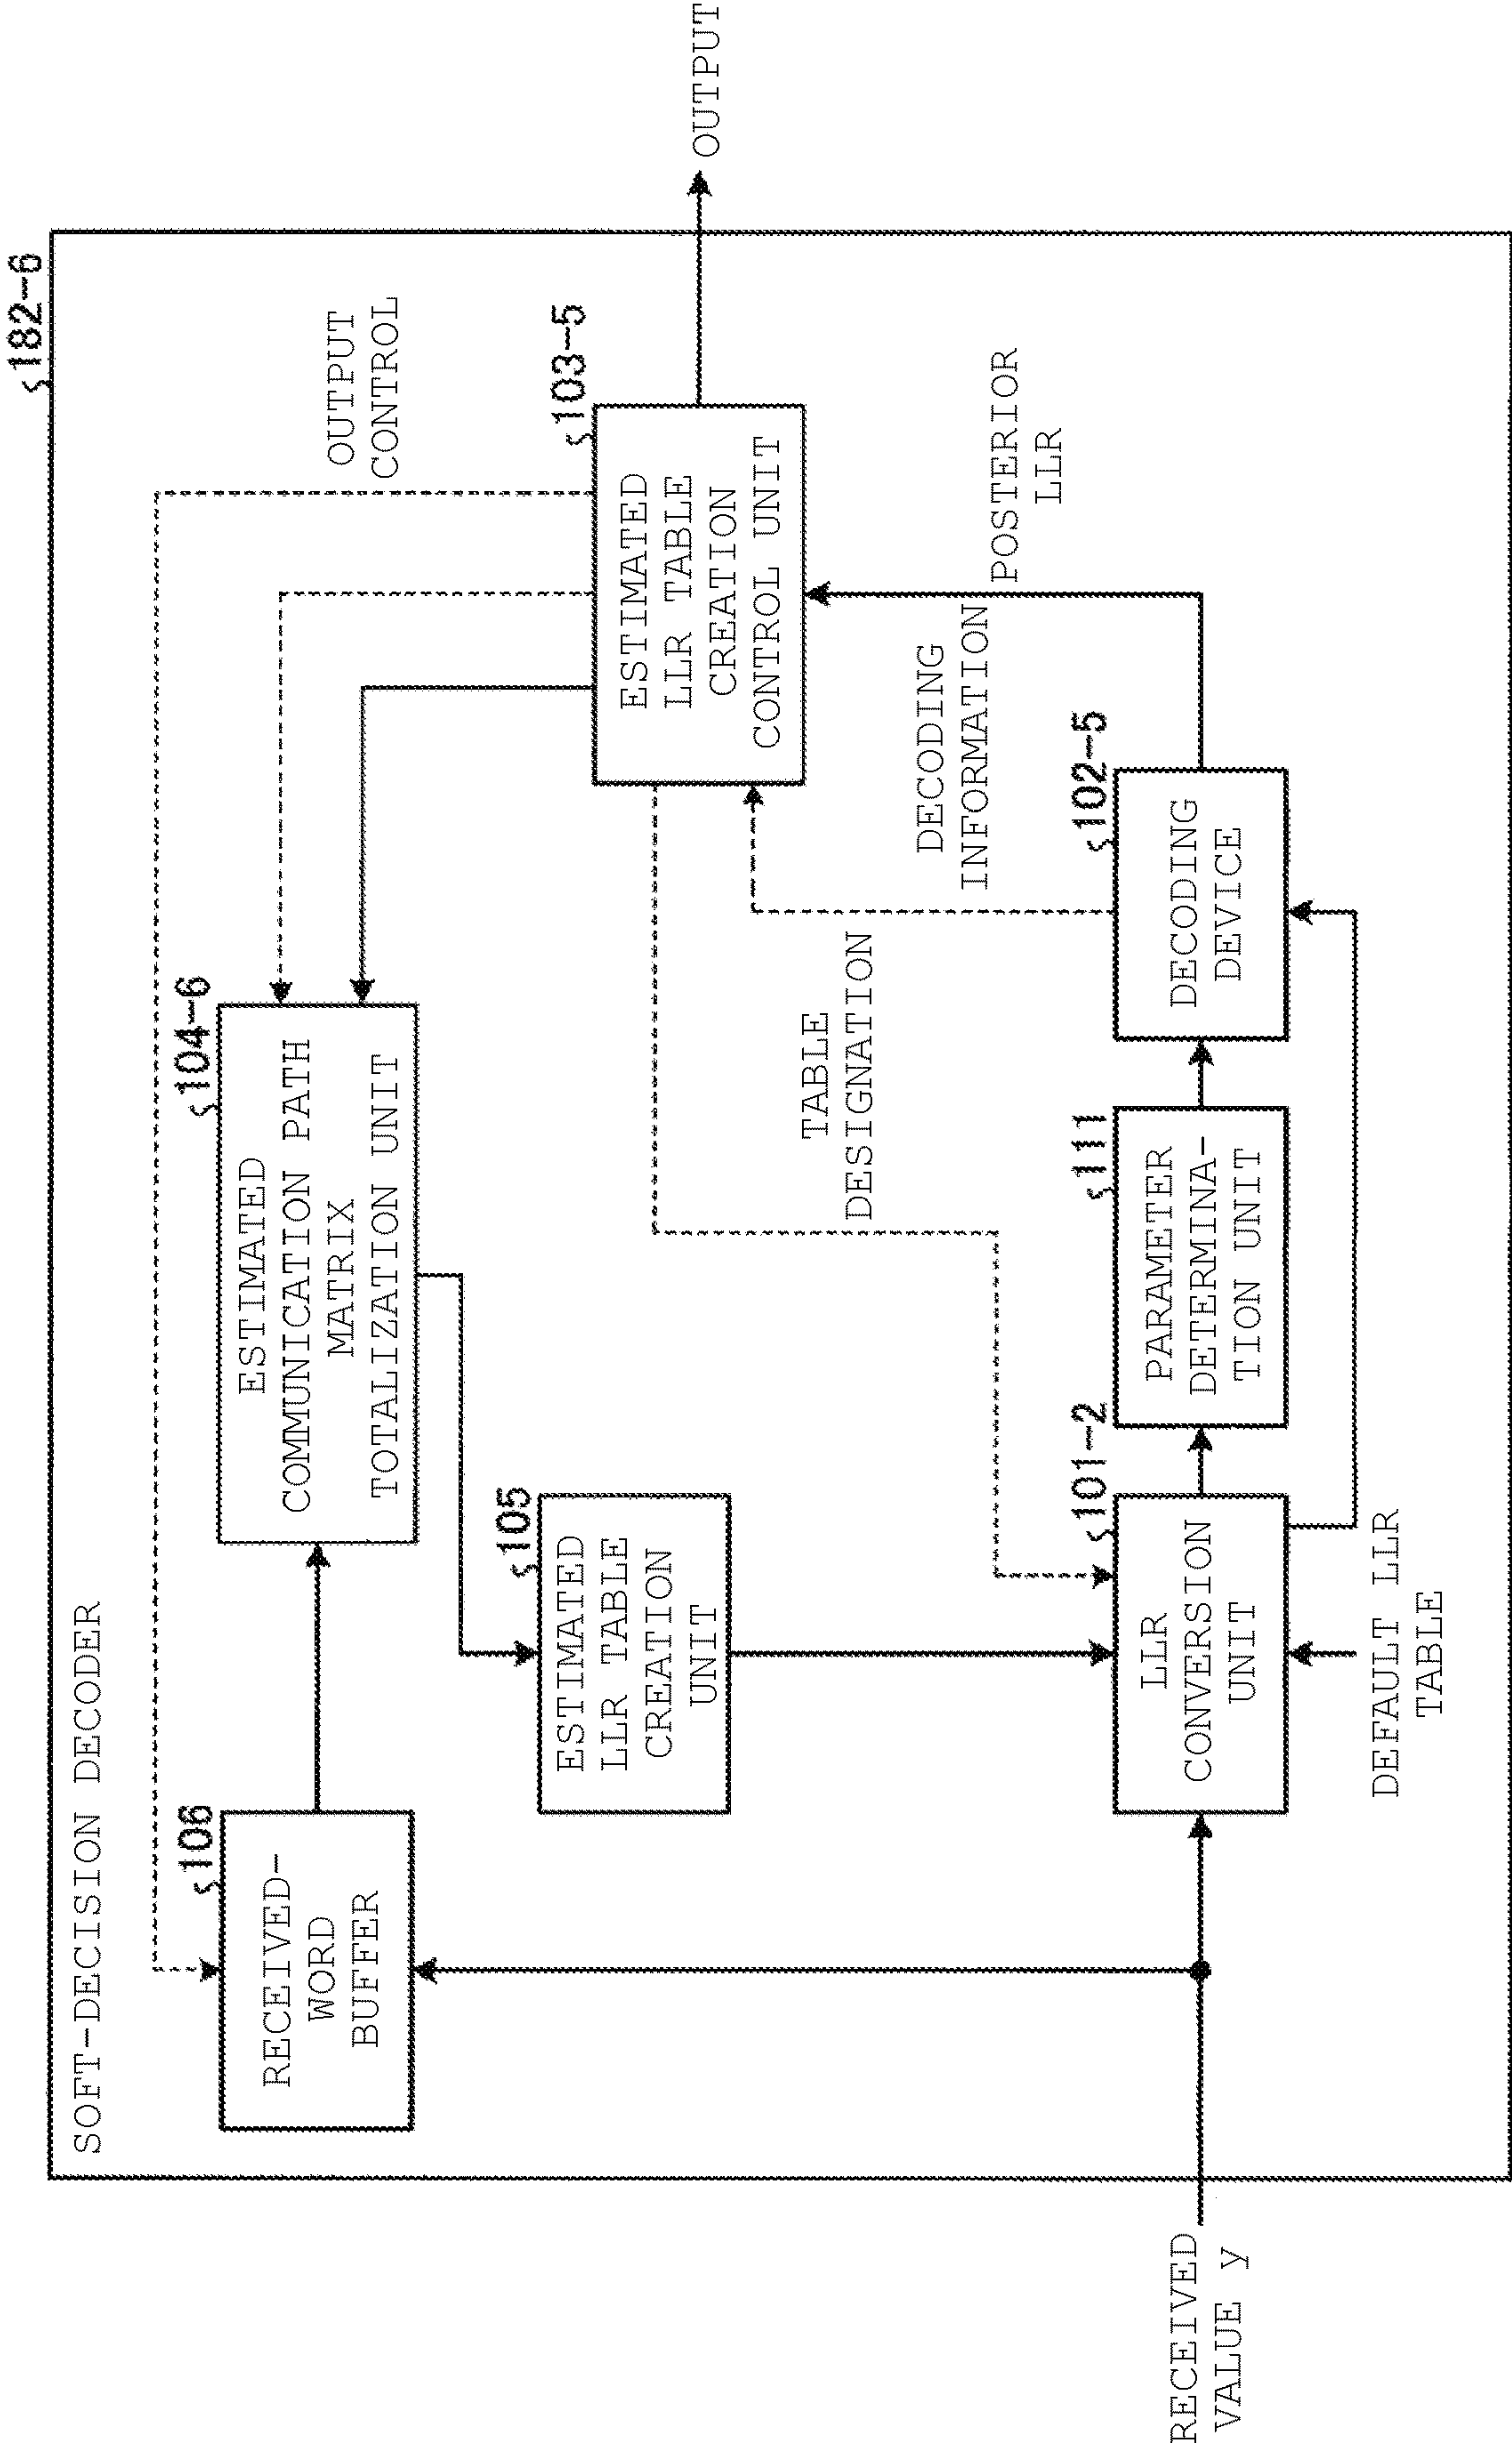 182-6
SOFT-DECISION DECODER
OUTPUT
CONTROL
106
RECEIVED-
WORD
BUFFER
104-6
ESTIMATED
COMMUNICATION PATH
MATRIX
TOTALIZATION UNIT
103-5
ESTIMATED
LLR TABLE
CREATION
CONTROL UNIT
OUTPUT
105
ESTIMATED
LLR TABLE
CREATION
UNIT
TABLE
DESIGNATION
DECODING
INFORMATION
POSTERIOR
LLR
RECEIVED
VALUE y
101-2
LLR
CONVERSION
UNIT
111
PARAMETER
DETERMINA-
TION UNIT
102-5
DECODING
DEVICE
DEFAULT LLR
TABLE